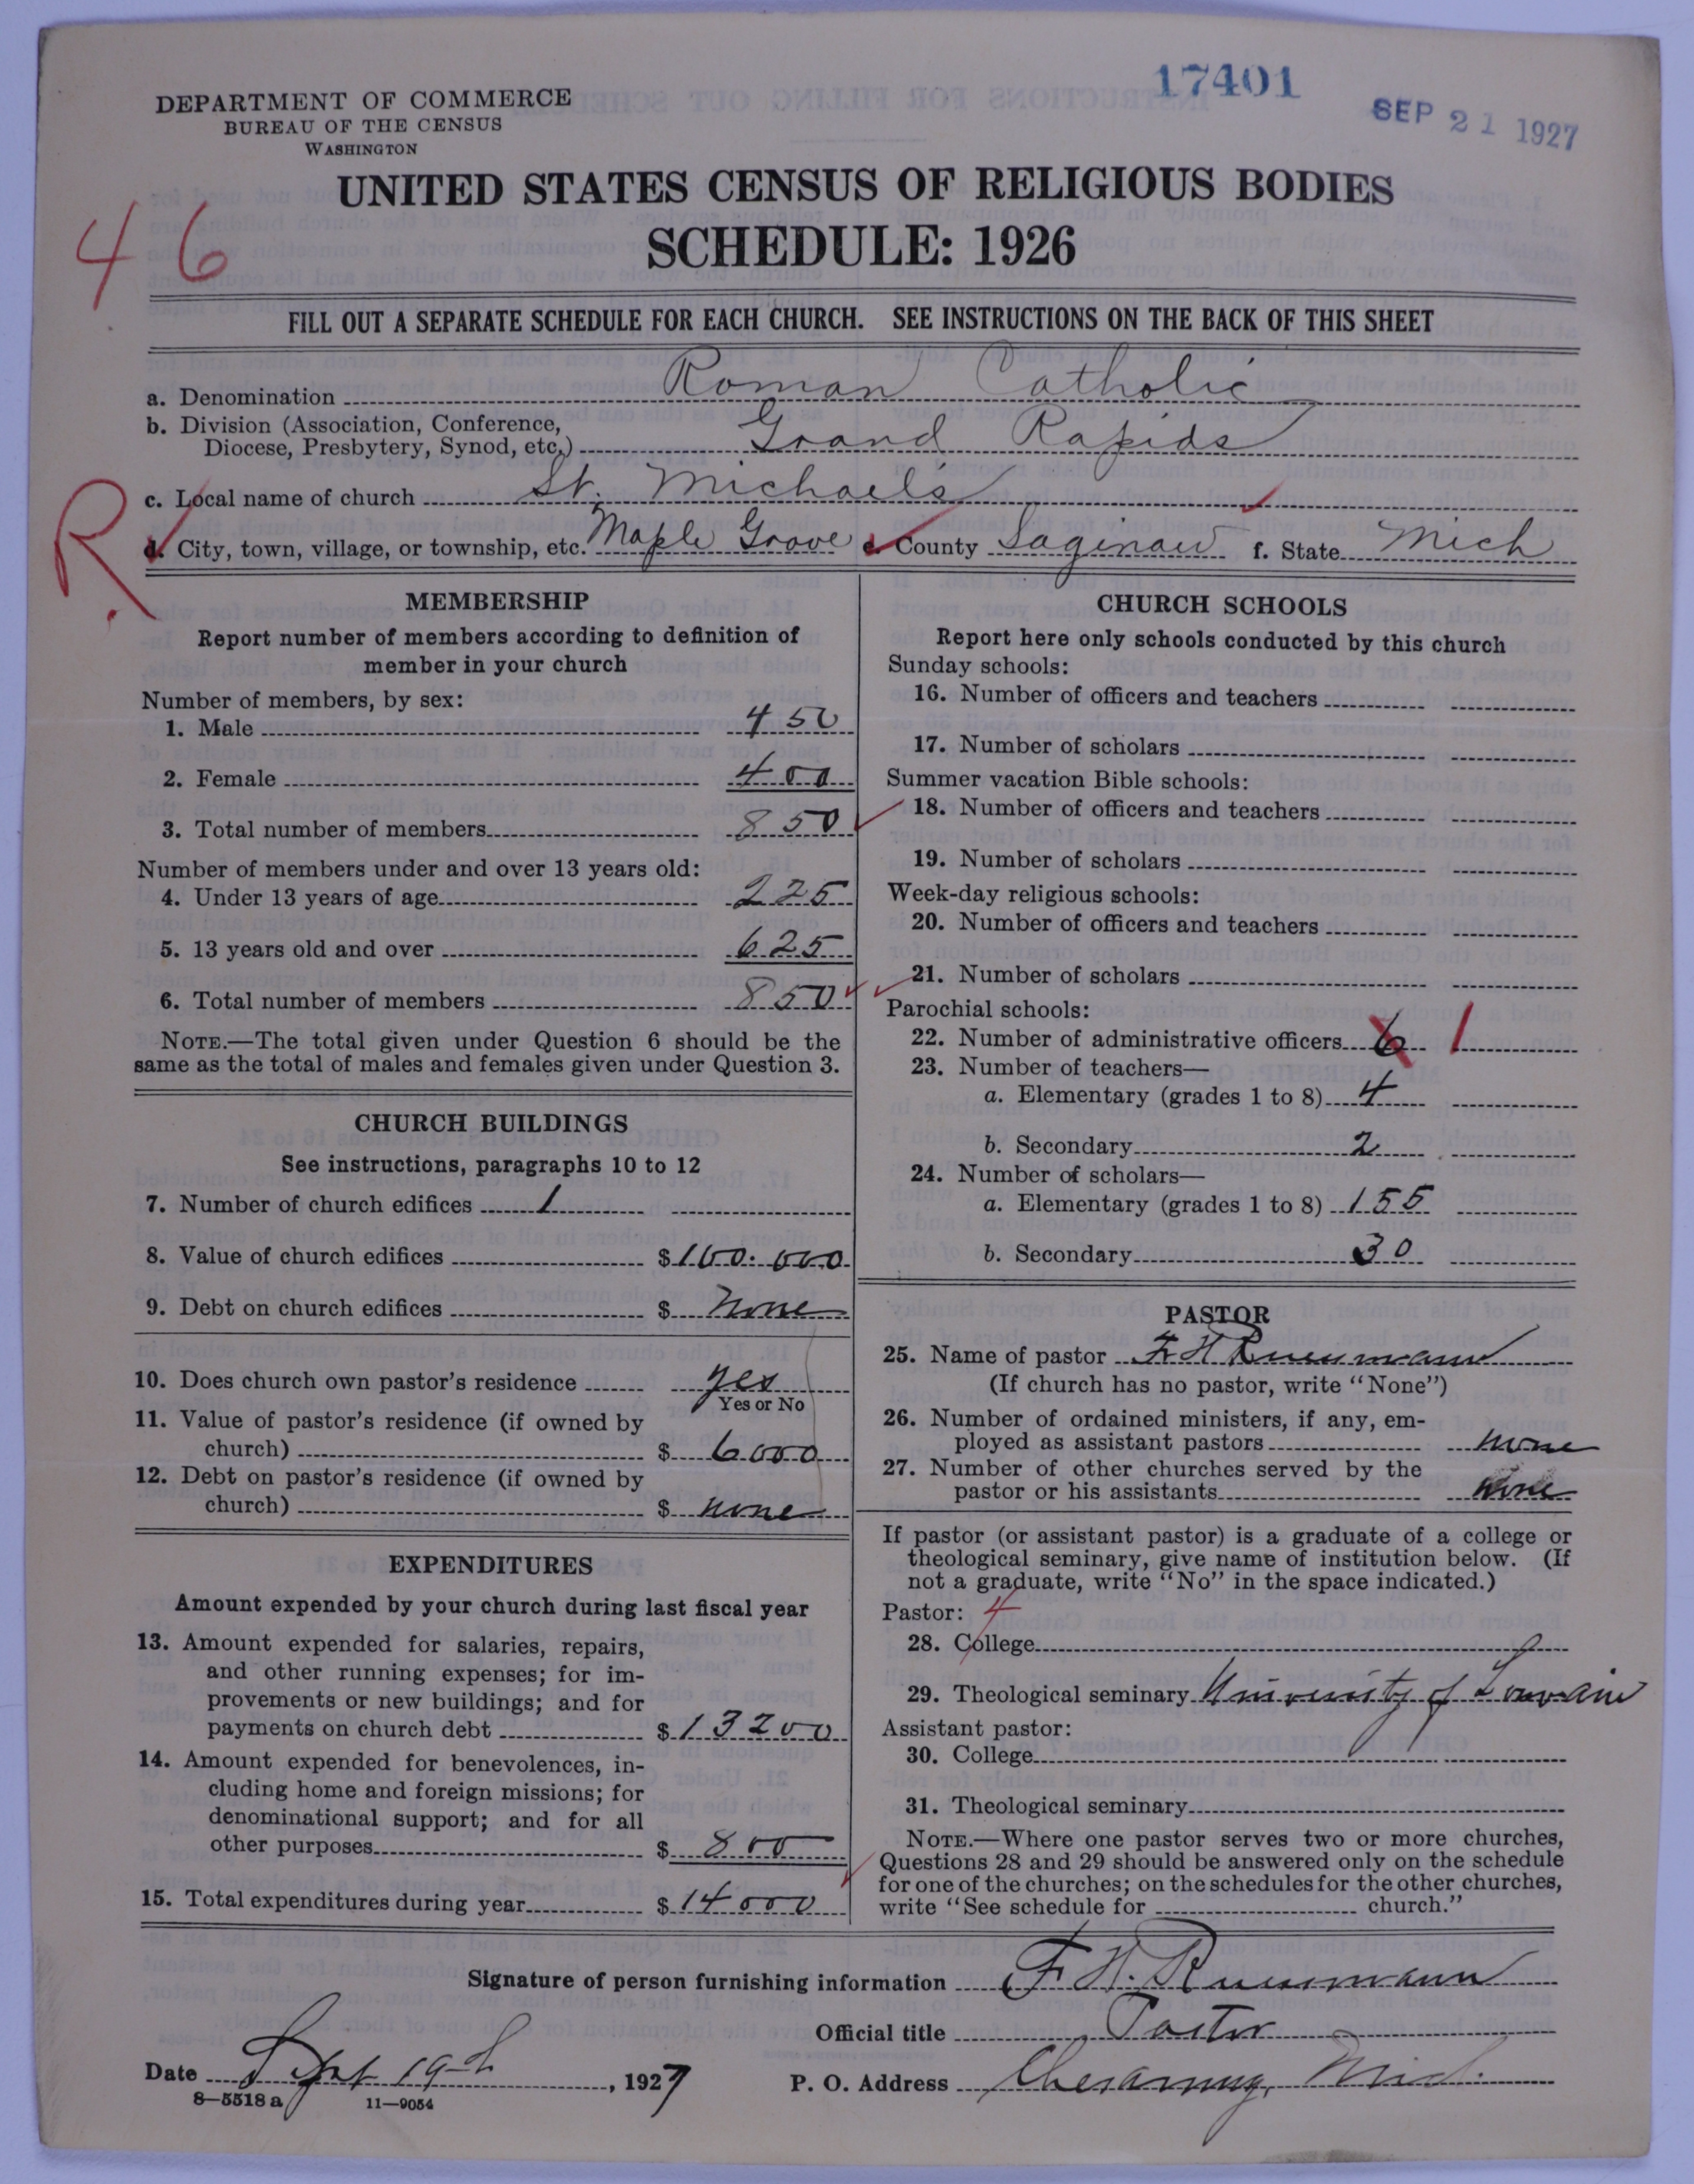 17401
SEP 21 1927
DEPARTMENT OF COMMERCE
BUREAU OF THE CENSUS
WASHINGTON
UNITED STATES CENSUS OF RELIGIOUS BODIES
SCHEDULE: 1926
46
FILL OUT A SEPARATE SCHEDULE FOR EACH CHURCH. SEE INSTRUCTIONS ON THE BACK OF THIS SHEET
a. Denomination Roman Catholic
b. Division (Association, Conference,
Diocese, Presbytery, Synod, etc.) Grand Rapids
c. Local name of church St. Michaels
R.
d. City, town, village, or township, etc. Maple Grove e. County Saginaw f. State Mich
MEMBERSHIP
Report number of members according to definition of
member in your church
Number of members, by sex:
1. Male 450
2. Female 400
3. Total number of members 850
Number of members under and over 13 years old:
4. Under 13 years of age 225
5. 13 years old and over 625
6. Total number of members 850
NOTE.—The total given under Question 6 should be the
same as the total of males and females given under Question 3.
CHURCH BUILDINGS
See instructions, paragraphs 10 to 12
7. Number of church edifices 1
8. Value of church edifices $100.000
9. Debt on church edifices $ none
10. Does church own pastor's residence yes
Yes or No
11. Value of pastor's residence (if owned by
church) $ 6000
12. Debt on pastor's residence (if owned by
church) $ none
EXPENDITURES
Amount expended by your church during last fiscal year
13. Amount expended for salaries, repairs,
and other running expenses; for im-
provements or new buildings; and for
payments on church debt $13200
14. Amount expended for benevolences, in-
cluding home and foreign missions; for
denominational support; and for all
other purposes $ 800
15. Total expenditures during year $14000
CHURCH SCHOOLS
Report here only schools conducted by this church
Sunday schools:
16. Number of officers and teachers
17. Number of scholars
Summer vacation Bible schools:
18. Number of officers and teachers
19. Number of scholars
Week-day religious schools:
20. Number of officers and teachers
21. Number of scholars
Parochial schools:
22. Number of administrative officers 6 1
23. Number of teachers—
a. Elementary (grades 1 to 8) 4
b. Secondary 2
24. Number of scholars—
a. Elementary (grades 1 to 8) 155
b. Secondary 30
PASTOR
25. Name of pastor F H
(If church has no pastor, write "None")
26. Number of ordained ministers, if any, em-
ployed as assistant pastors none
27. Number of other churches served by the
pastor or his assistants none
If pastor (or assistant pastor) is a graduate of a college or
theological seminary, give name of institution below. (If
not a graduate, write "No" in the space indicated.)
Pastor: 4
28. College
29. Theological seminary University of Louvain
Assistant pastor:
30. College
31. Theological seminary
NOTE.—Where one pastor serves two or more churches,
Questions 28 and 29 should be answered only on the schedule
for one of the churches; on the schedules for the other churches,
write "See schedule for church."
Signature of person furnishing information F. H.
Official title Pastor
Date Sept 19th, 1927 P. O. Address Chesaning, Mich.
8—5518 a 11—9054